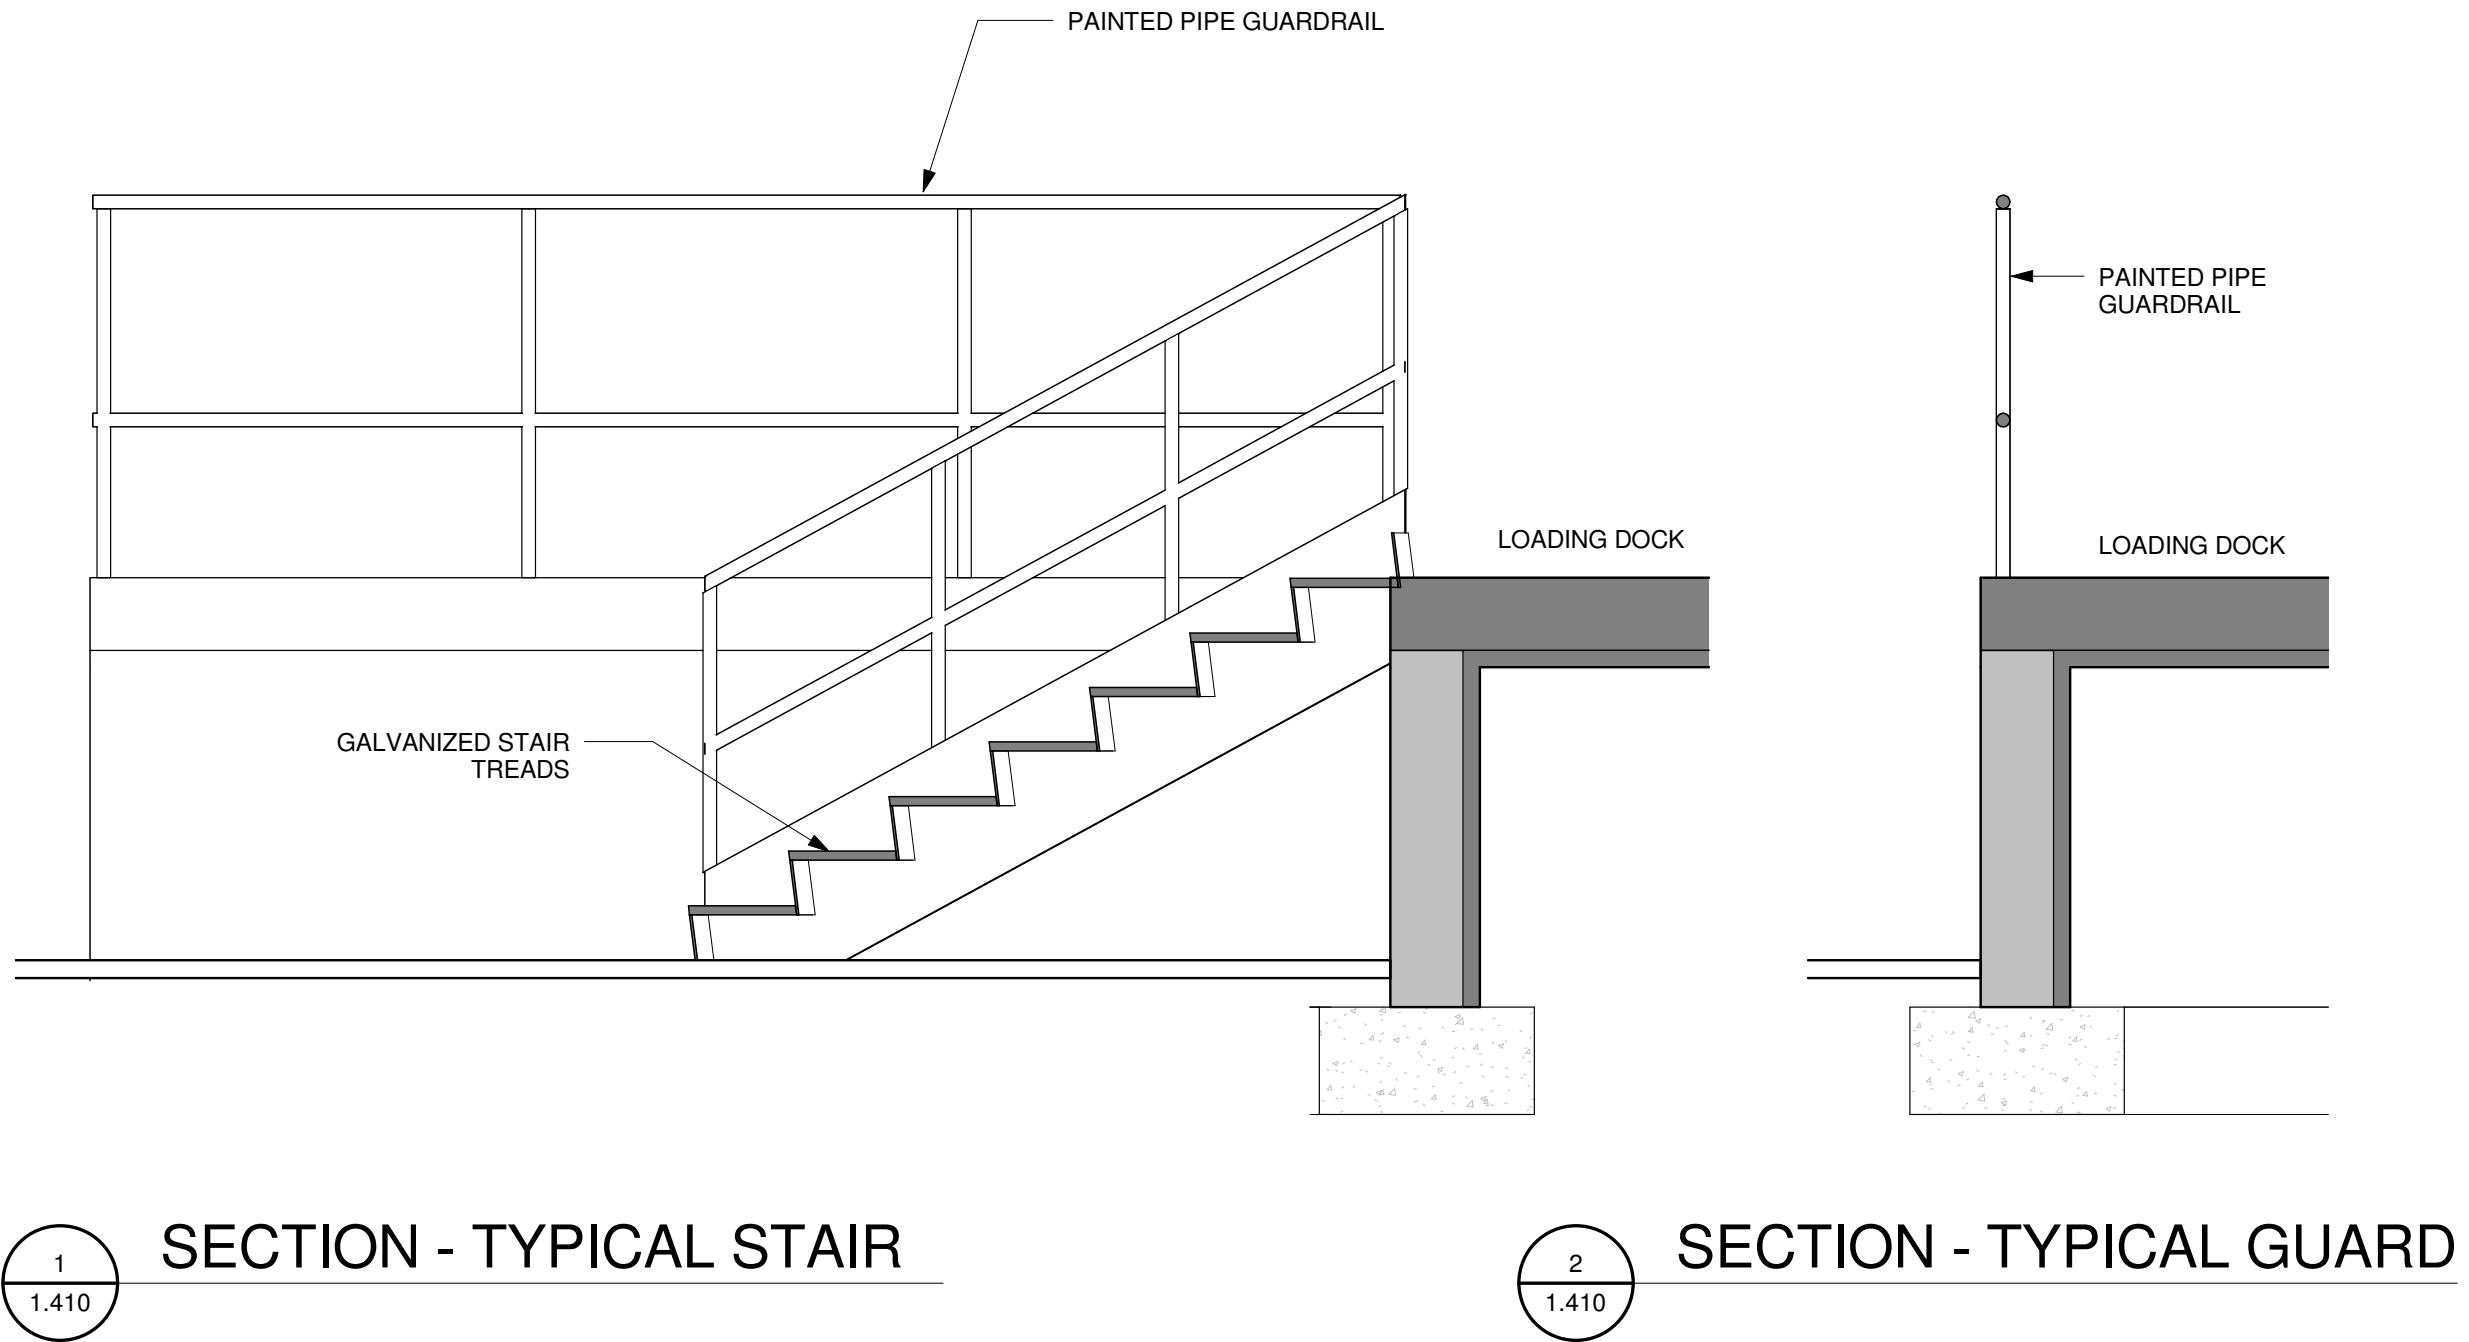 PAINTED PIPE GUARDRAIL
PAINTED PIPE
GUARDRAIL
LOADING DOCK
LOADING DOCK
GALVANIZED STAIR
TREADS
1
1.410
SECTION - TYPICAL STAIR
2
1.410
SECTION - TYPICAL GUARD